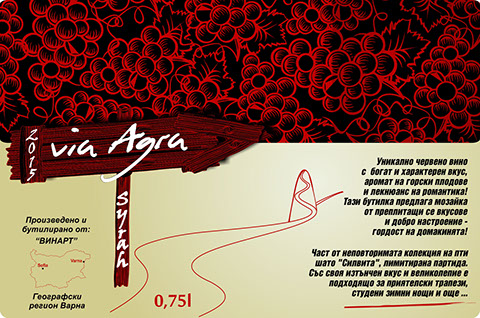 2015
via Agra
Syrah
Произведено и
бутилирано от:
"ВИНАРТ"
Sofia
Varna
Географски
регион Варна
0,75l
Уникално червено вино
с богат и характерен вкус,
аромат на горски плодове
и лекнюанс на романтика!
Тази бутилка предлага мозайка
от преплитащи се вкусове
и добро настроение -
гордост на домакинята!
Част от неповторимата колекция на пти
шато "Силвита", лимитирана партида.
Със своя изтънчен вкус и великолепие е
подходящо за приятелски трапези,
студени зимни нощи и още ...